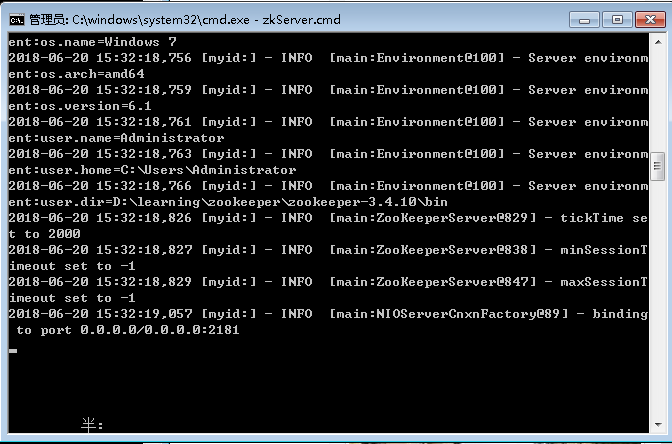 管理员: C:\windows\system32\cmd.exe - zkServer.cmd
ent:os.name=Windows 7
2018-06-20 15:32:18,756 [myid:] - INFO  [main:Environment@100] - Server environm
ent:os.arch=amd64
2018-06-20 15:32:18,759 [myid:] - INFO  [main:Environment@100] - Server environm
ent:os.version=6.1
2018-06-20 15:32:18,761 [myid:] - INFO  [main:Environment@100] - Server environm
ent:user.name=Administrator
2018-06-20 15:32:18,763 [myid:] - INFO  [main:Environment@100] - Server environm
ent:user.home=C:\Users\Administrator
2018-06-20 15:32:18,766 [myid:] - INFO  [main:Environment@100] - Server environm
ent:user.dir=D:\learning\zookeeper\zookeeper-3.4.10\bin
2018-06-20 15:32:18,826 [myid:] - INFO  [main:ZooKeeperServer@829] - tickTime se
t to 2000
2018-06-20 15:32:18,827 [myid:] - INFO  [main:ZooKeeperServer@838] - minSessionT
imeout set to -1
2018-06-20 15:32:18,829 [myid:] - INFO  [main:ZooKeeperServer@847] - maxSessionT
imeout set to -1
2018-06-20 15:32:19,057 [myid:] - INFO  [main:NIOServerCnxnFactory@89] - binding
 to port 0.0.0.0/0.0.0.0:2181
半: